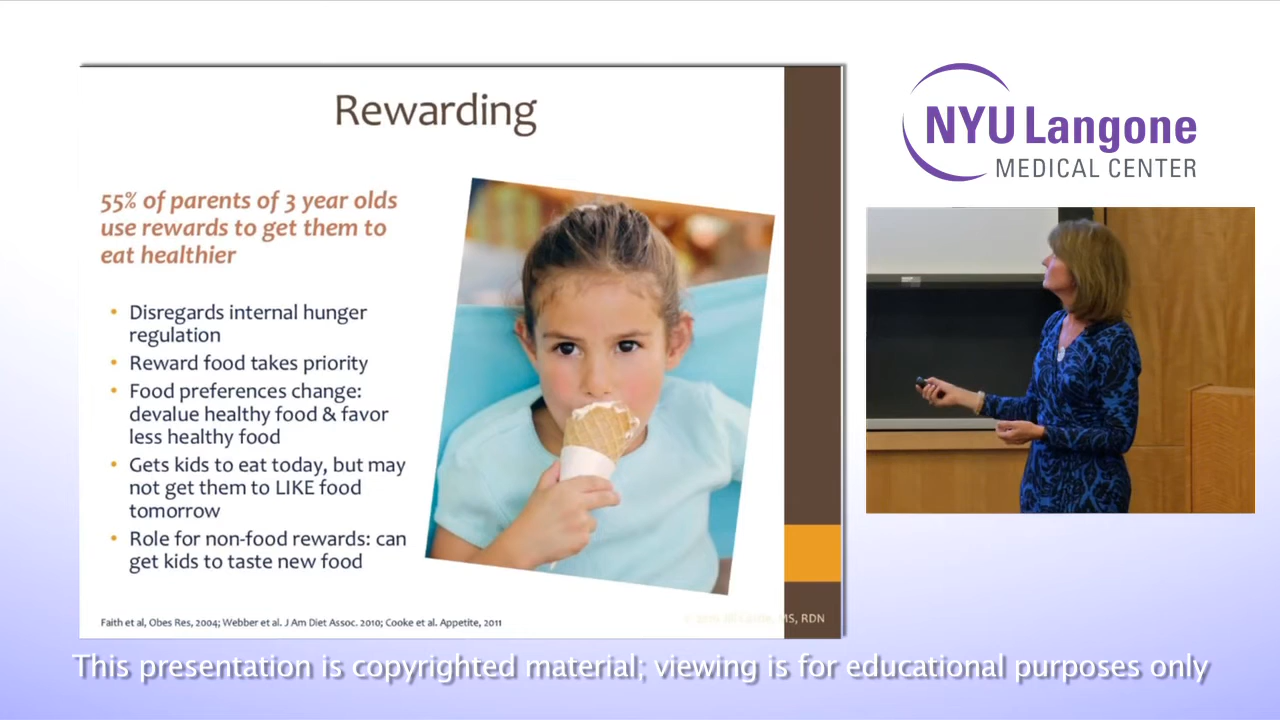 Rewarding
55% of parents of 3 year olds
use rewards to get them to
eat healthier
• Disregards internal hunger
regulation
• Reward food takes priority
• Food preferences change:
devalue healthy food & favor
less healthy food
• Gets kids to eat today, but may
not get them to LIKE food
tomorrow
• Role for non-food rewards: can
get kids to taste new food
Faith et al, Obes Res, 2004; Webber et al. J Am Diet Assoc. 2010; Cooke et al. Appetite, 2011
MS, RDN
NYU Langone
MEDICAL CENTER
This presentation is copyrighted material; viewing is for educational purposes only